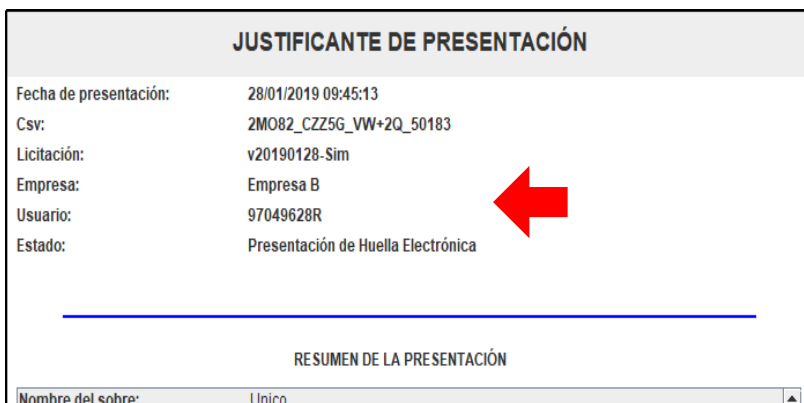 JUSTIFICANTE DE PRESENTACIÓN
Fecha de presentación: 28/01/2019 09:45:13
Csv: 2MO82_CZZ5G_VW+2Q_50183
Licitación: v20190128-Sim
Empresa: Empresa B
Usuario: 97049628R
Estado: Presentación de Huella Electrónica
RESUMEN DE LA PRESENTACIÓN
Nombre del sobre: Unico